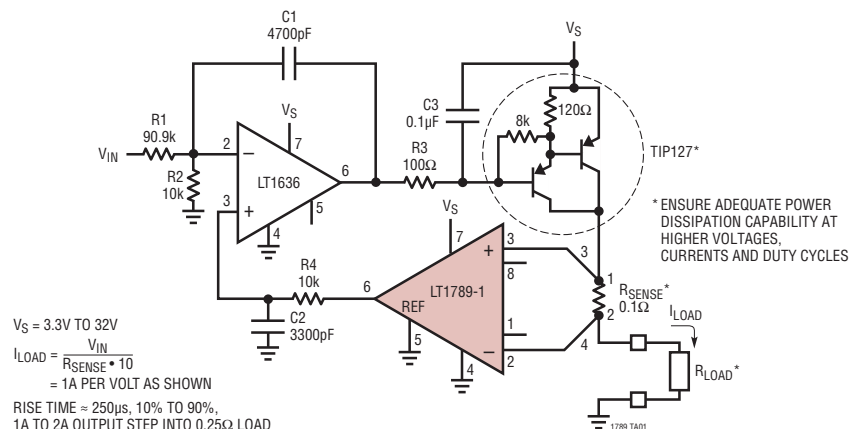 C1
4700pF
VS
R1
90.9k
VIN
R2
10k
2
−
3
+
VS
7
LT1636
6
5
4
C3
0.1µF
R3
100Ω
8k
120Ω
TIP127*
* ENSURE ADEQUATE POWER
DISSIPATION CAPABILITY AT
HIGHER VOLTAGES,
CURRENTS AND DUTY CYCLES
VS
7
+
3
8
R4
10k
6
LT1789-1
REF
1
−
2
5
4
C2
3300pF
3
1
RSENSE*
0.1Ω
2
4
ILOAD
RLOAD*
VS = 3.3V TO 32V
ILOAD = VIN
RSENSE • 10
= 1A PER VOLT AS SHOWN
RISE TIME ≈ 250µs, 10% TO 90%,
1A TO 2A OUTPUT STEP INTO 0.25Ω LOAD
1789 TA01